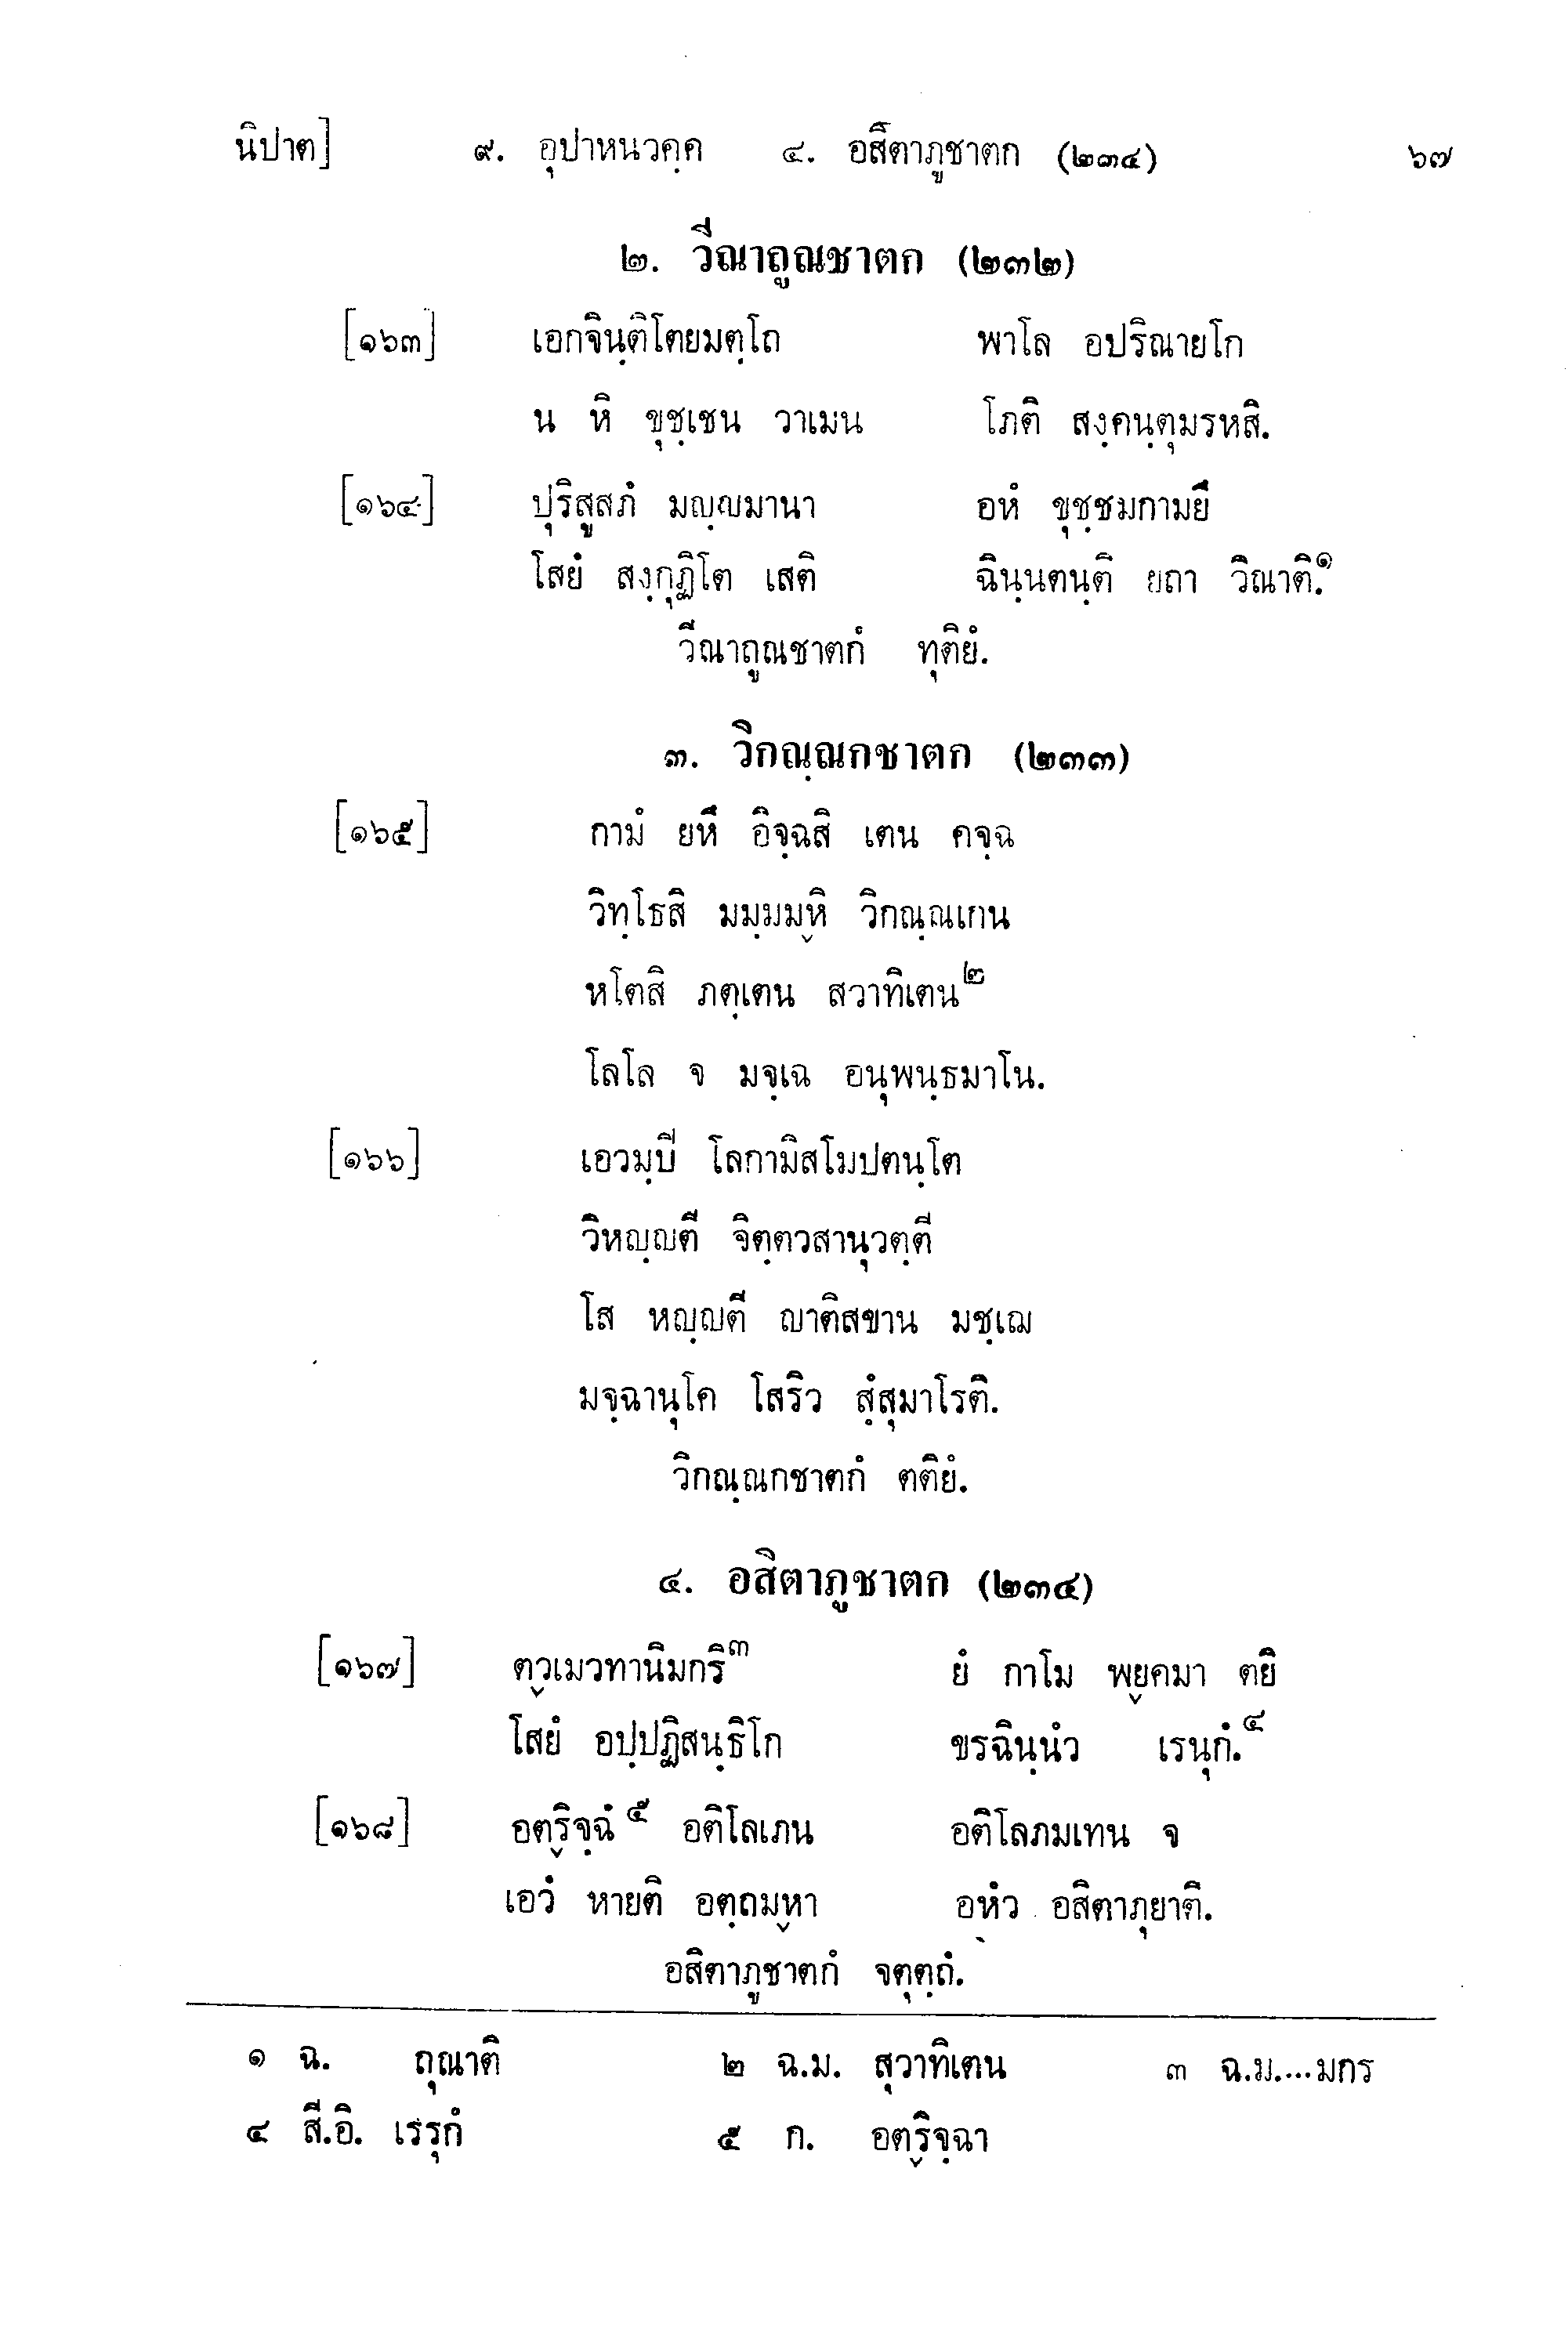 นิปาต] ๙. อุปาหนวคฺค ๔. อสิตาภูชาตก (๒๓๔) ๖๗
๒. วีณาถูณชาตก (๒๓๒)
[๑๖๓] เอกจินฺติโตยมตฺโถ พาโล อปริณายโก
น หิ ขุชฺเชน วาเมน โภติ สงฺคนฺตุมรหสิ.
[๑๖๔] ปุริสูสภํ มญฺญมานา อหํ ขุชฺชมกามยึ
โสยํ สงฺกุฏิโต เสติ ฉินฺนตนฺติ ยถา วิณาติ.๑
วีณาถูณชาตกํ ทุติยํ.
๓. วิกณฺณกชาตก (๒๓๓)
[๑๖๕] กามํ ยหึ อิจฺฉสิ เตน คจฺฉ
วิทฺโธสิ มมฺมมฺหิ วิกณฺณเกน
หโตสิ ภตฺเตน สวาทิเตน๒
โลโล จ มจฺเฉ อนุพนฺธมาโน.
[๑๖๖] เอวมฺปิ โลกามิสโมปตนฺโต
วิหญฺญตี จิตฺตวสานุวตฺตี
โส หญฺญตี ญาติสขาน มชฺเฌ
มจฺฉานุโค โสริว สุํสุมาโรติ.
วิกณฺณกชาตกํ ตติยํ.
๔. อสิตาภูชาตก (๒๓๔)
[๑๖๗] ตฺวเมวทานิมกริ๓ ยํ กาโม พฺยคมา ตยิ
โสยํ อปฺปฏิสนฺธิโก ขรฉินฺนํว เรนุกํ.๔
[๑๖๘] อตฺริจฺฉํ๕ อติโลเภน อติโลภมเทน จ
เอวํ หายติ อตฺถมฺหา อหํว อสิตาภุยาติ.
อสิตาภูชาตกํ จตุตฺถํ.
๑ ฉ. ถุณาติ ๒ ฉ.ม. สุวาทิเตน ๓ ฉ.ม....มกร
๔ สี.อิ. เรรุกํ ๕ ก. อตฺริจฺฉา